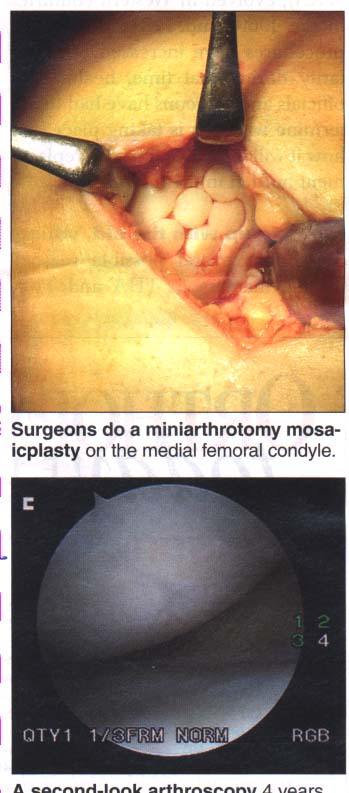 Surgeons do a miniarthrotomy mosa-
icplasty on the medial femoral condyle.
1 2
3 4
QTY1 1/3FRM NORM RGB
A second-look arthroscopy 4 years